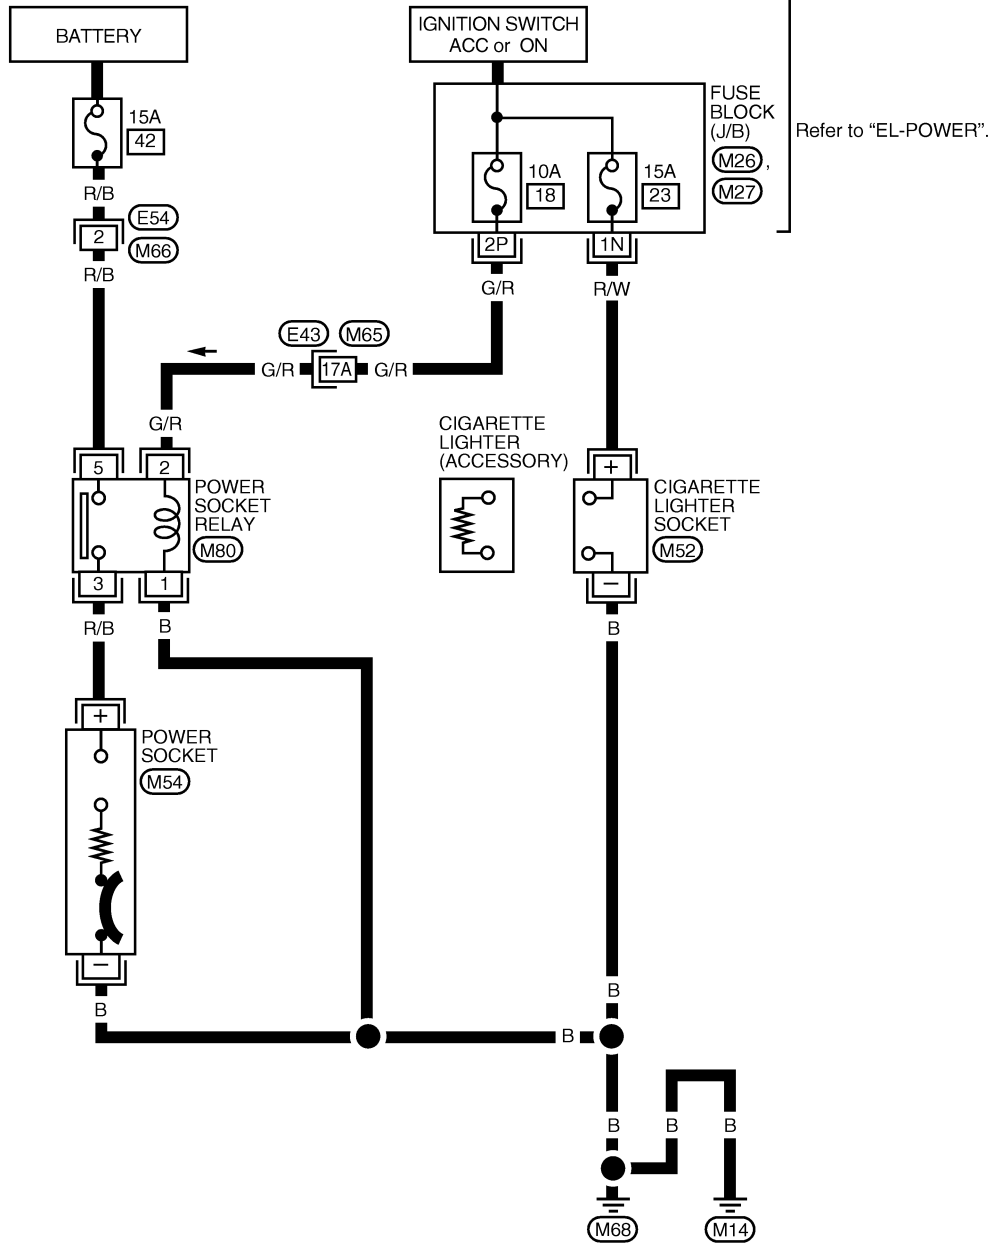 BATTERY
IGNITION SWITCH
ACC or ON
15A
42
FUSE
BLOCK
(J/B)
M26 ,
M27
Refer to “EL-POWER”.
10A
18
15A
23
R/B
2
E54
M66
R/B
2P
1N
G/R
R/W
E43
M65
G/R
17A
G/R
G/R
5
2
POWER
SOCKET
RELAY
M80
3
1
CIGARETTE
LIGHTER
(ACCESSORY)
+
CIGARETTE
LIGHTER
SOCKET
M52
–
R/B
B
B
+
POWER
SOCKET
M54
–
B
B
B
B
B
B
M68
M14